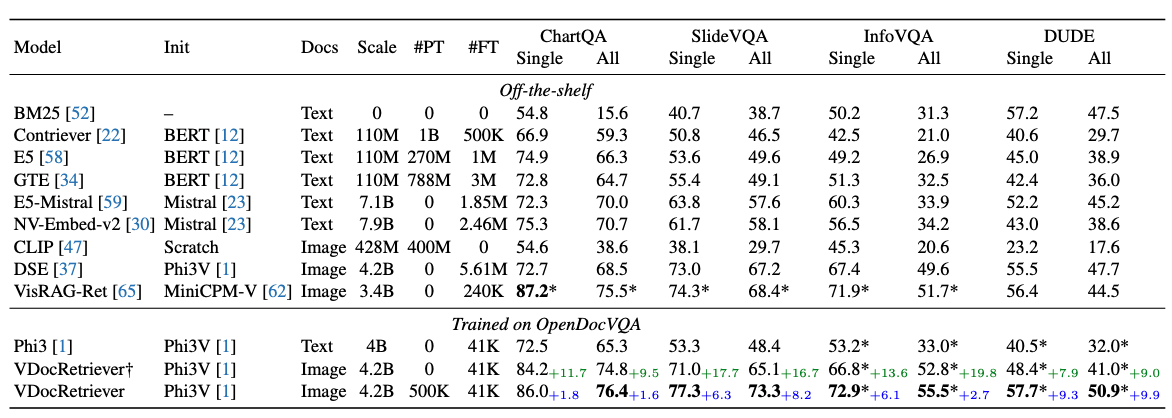 Model Init Docs Scale #PT #FT ChartQA SlideVQA InfoVQA DUDE
Single All Single All Single All Single All
Off-the-shelf
BM25 [52] – Text 0 0 0 54.8 15.6 40.7 38.7 50.2 31.3 57.2 47.5
Contriever [22] BERT [12] Text 110M 1B 500K 66.9 59.3 50.8 46.5 42.5 21.0 40.6 29.7
E5 [58] BERT [12] Text 110M 270M 1M 74.9 66.3 53.6 49.6 49.2 26.9 45.0 38.9
GTE [34] BERT [12] Text 110M 788M 3M 72.8 64.7 55.4 49.1 51.3 32.5 42.4 36.0
E5-Mistral [59] Mistral [23] Text 7.1B 0 1.85M 72.3 70.0 63.8 57.6 60.3 33.9 52.2 45.2
NV-Embed-v2 [30] Mistral [23] Text 7.9B 0 2.46M 75.3 70.7 61.7 58.1 56.5 34.2 43.0 38.6
CLIP [47] Scratch Image 428M 400M 0 54.6 38.6 38.1 29.7 45.3 20.6 23.2 17.6
DSE [37] Phi3V [1] Image 4.2B 0 5.61M 72.7 68.5 73.0 67.2 67.4 49.6 55.5 47.7
VisRAG-Ret [65] MiniCPM-V [62] Image 3.4B 0 240K 87.2* 75.5* 74.3* 68.4* 71.9* 51.7* 56.4 44.5
Trained on OpenDocVQA
Phi3 [1] Phi3V [1] Text 4B 0 41K 72.5 65.3 53.3 48.4 53.2* 33.0* 40.5* 32.0*
VDocRetriever† Phi3V [1] Image 4.2B 0 41K 84.2+11.7 74.8+9.5 71.0+17.7 65.1+16.7 66.8*+13.6 52.8*+19.8 48.4*+7.9 41.0*+9.0
VDocRetriever Phi3V [1] Image 4.2B 500K 41K 86.0+1.8 76.4+1.6 77.3+6.3 73.3+8.2 72.9*+6.1 55.5*+2.7 57.7*+9.3 50.9*+9.9